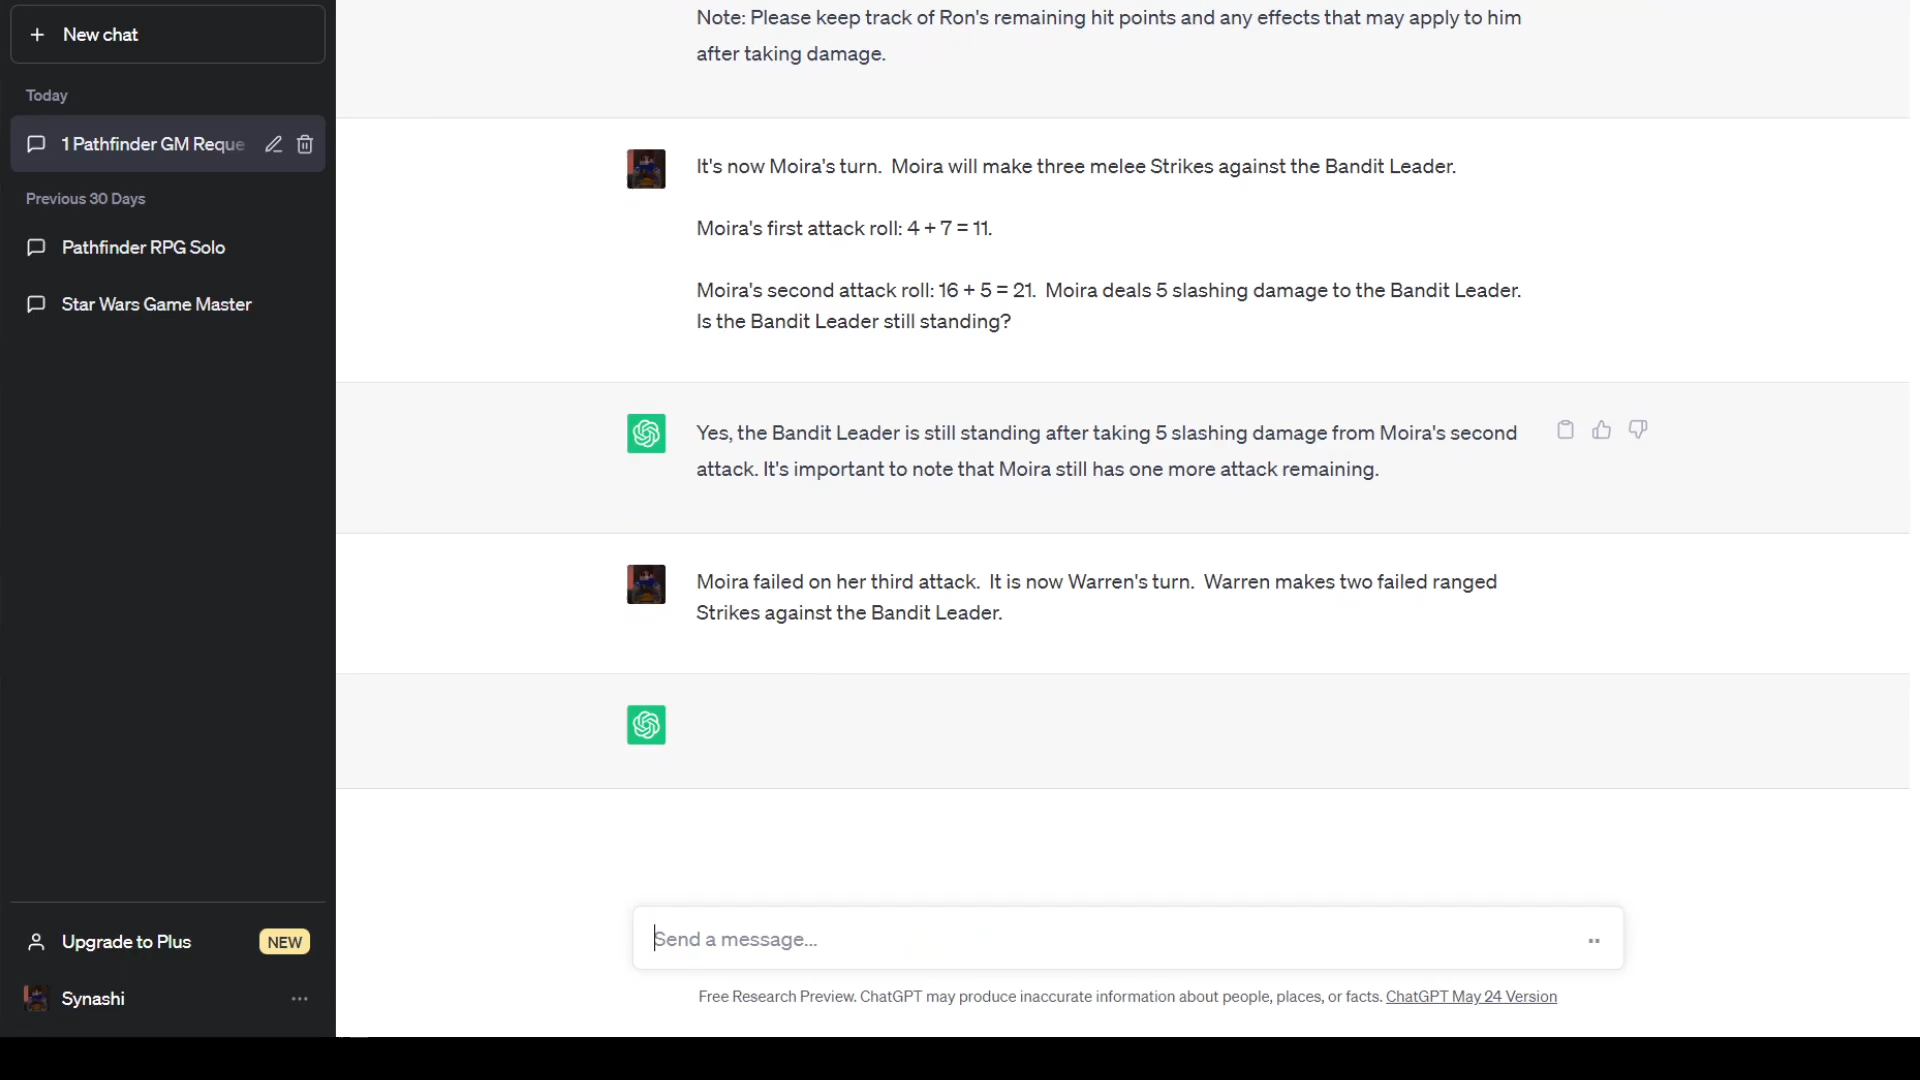 New chat
Today
1 Pathfinder GM Reque
Previous 30 Days
Pathfinder RPG Solo
Star Wars Game Master
Upgrade to Plus
NEW
Synashi
Note: Please keep track of Ron's remaining hit points and any effects that may apply to him
after taking damage.
It's now Moira's turn.  Moira will make three melee Strikes against the Bandit Leader.
Moira's first attack roll: 4 + 7 = 11.
Moira's second attack roll: 16 + 5 = 21.  Moira deals 5 slashing damage to the Bandit Leader.
Is the Bandit Leader still standing?
Yes, the Bandit Leader is still standing after taking 5 slashing damage from Moira's second
attack. It's important to note that Moira still has one more attack remaining.
Moira failed on her third attack.  It is now Warren's turn.  Warren makes two failed ranged
Strikes against the Bandit Leader.
Send a message...
Free Research Preview. ChatGPT may produce inaccurate information about people, places, or facts. ChatGPT May 24 Version